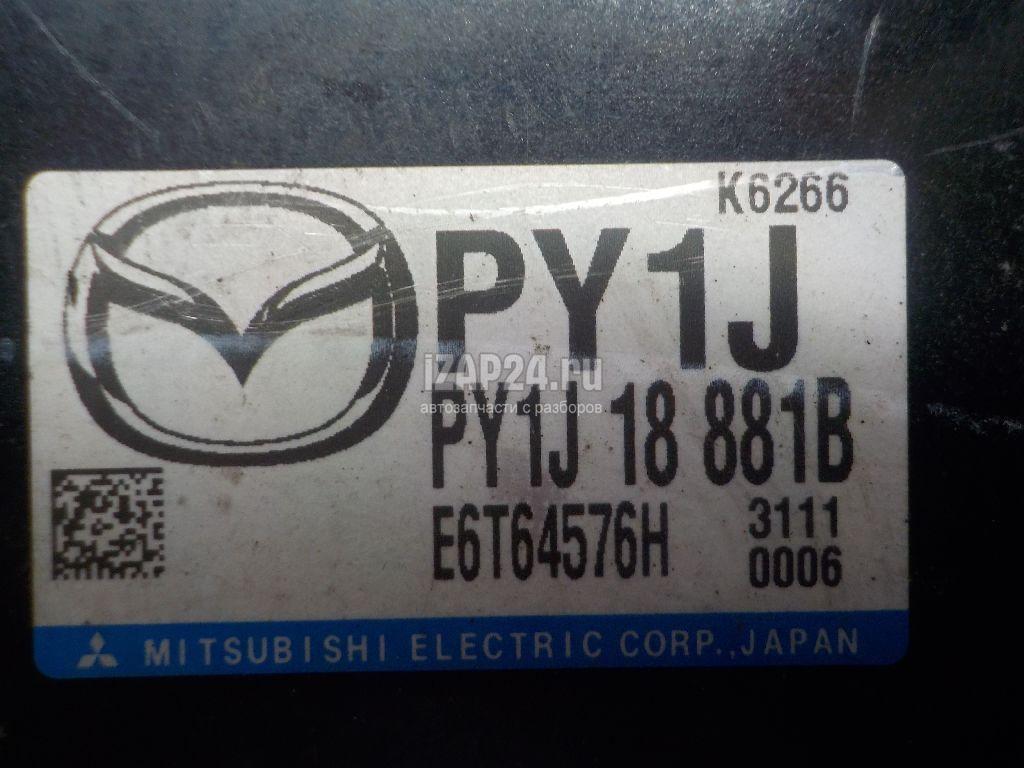 K6266
PY1J
iZAP24.ru
автозапчасти с разборов
PY1J 18 881B
E6T64576H
3111
0006
MITSUBISHI ELECTRIC CORP.,JAPAN